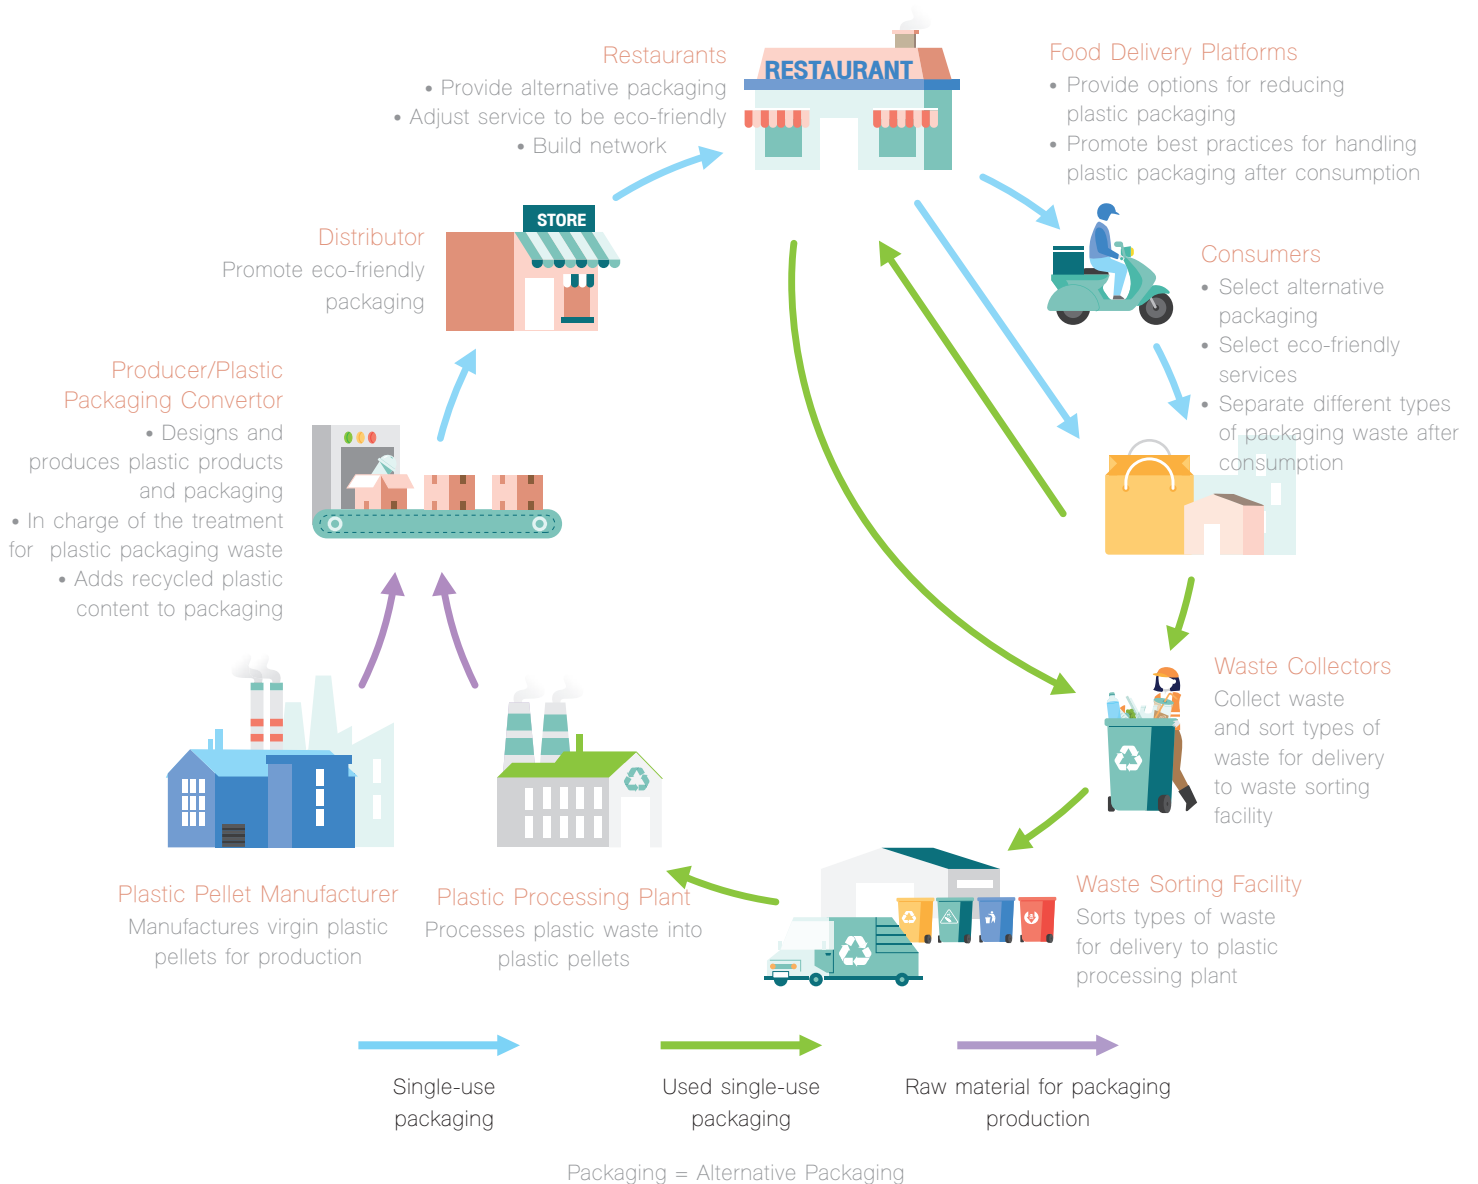 Restaurants
• Provide alternative packaging
• Adjust service to be eco-friendly
• Build network
RESTAURANT
Food Delivery Platforms
• Provide options for reducing
plastic packaging
• Promote best practices for handling
plastic packaging after consumption
Distributor
Promote eco-friendly
packaging
STORE
Consumers
• Select alternative
packaging
• Select eco-friendly
services
• Separate different types
of packaging waste after
consumption
Producer/Plastic
Packaging Convertor
• Designs and
produces plastic products
and packaging
• In charge of the treatment
for plastic packaging waste
• Adds recycled plastic
content to packaging
Waste Collectors
Collect waste
and sort types of
waste for delivery
to waste sorting
facility
Plastic Pellet Manufacturer
Manufactures virgin plastic
pellets for production
Plastic Processing Plant
Processes plastic waste into
plastic pellets
Waste Sorting Facility
Sorts types of waste
for delivery to plastic
processing plant
Single-use
packaging
Used single-use
packaging
Raw material for packaging
production
Packaging = Alternative Packaging